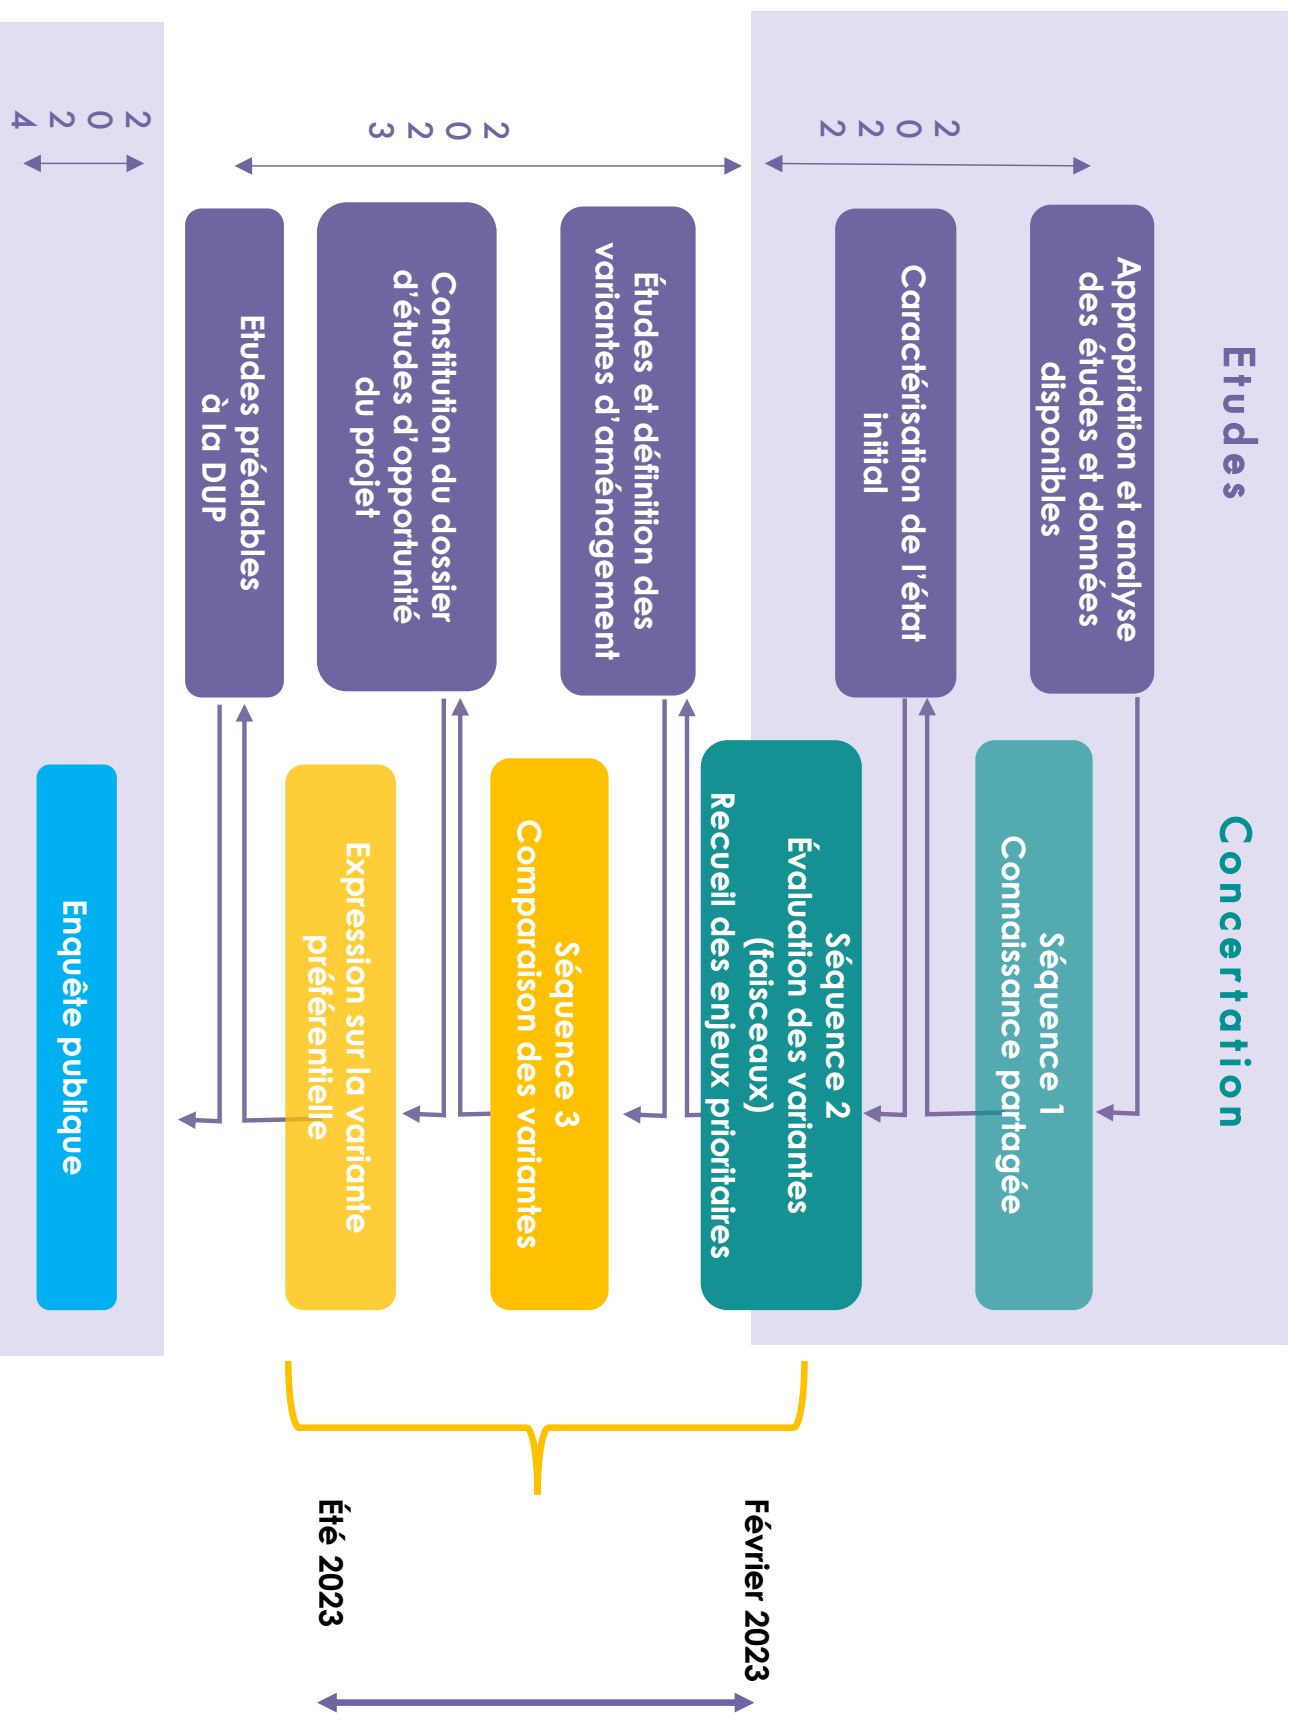 Etudes
Concertation
2022
Appropriation et analyse
des études et données
disponibles
Séquence 1
Connaissance partagée
Caractérisation de l'état
initial
Séquence 2
Évaluation des variantes
(faisceaux)
Recueil des enjeux prioritaires
2023
Études et définition des
variantes d'aménagement
Séquence 3
Comparaison des variantes
Constitution du dossier
d'études d'opportunité
du projet
Expression sur la variante
préférentielle
Etudes préalables
à la DUP
2024
Enquête publique
Février 2023
Été 2023